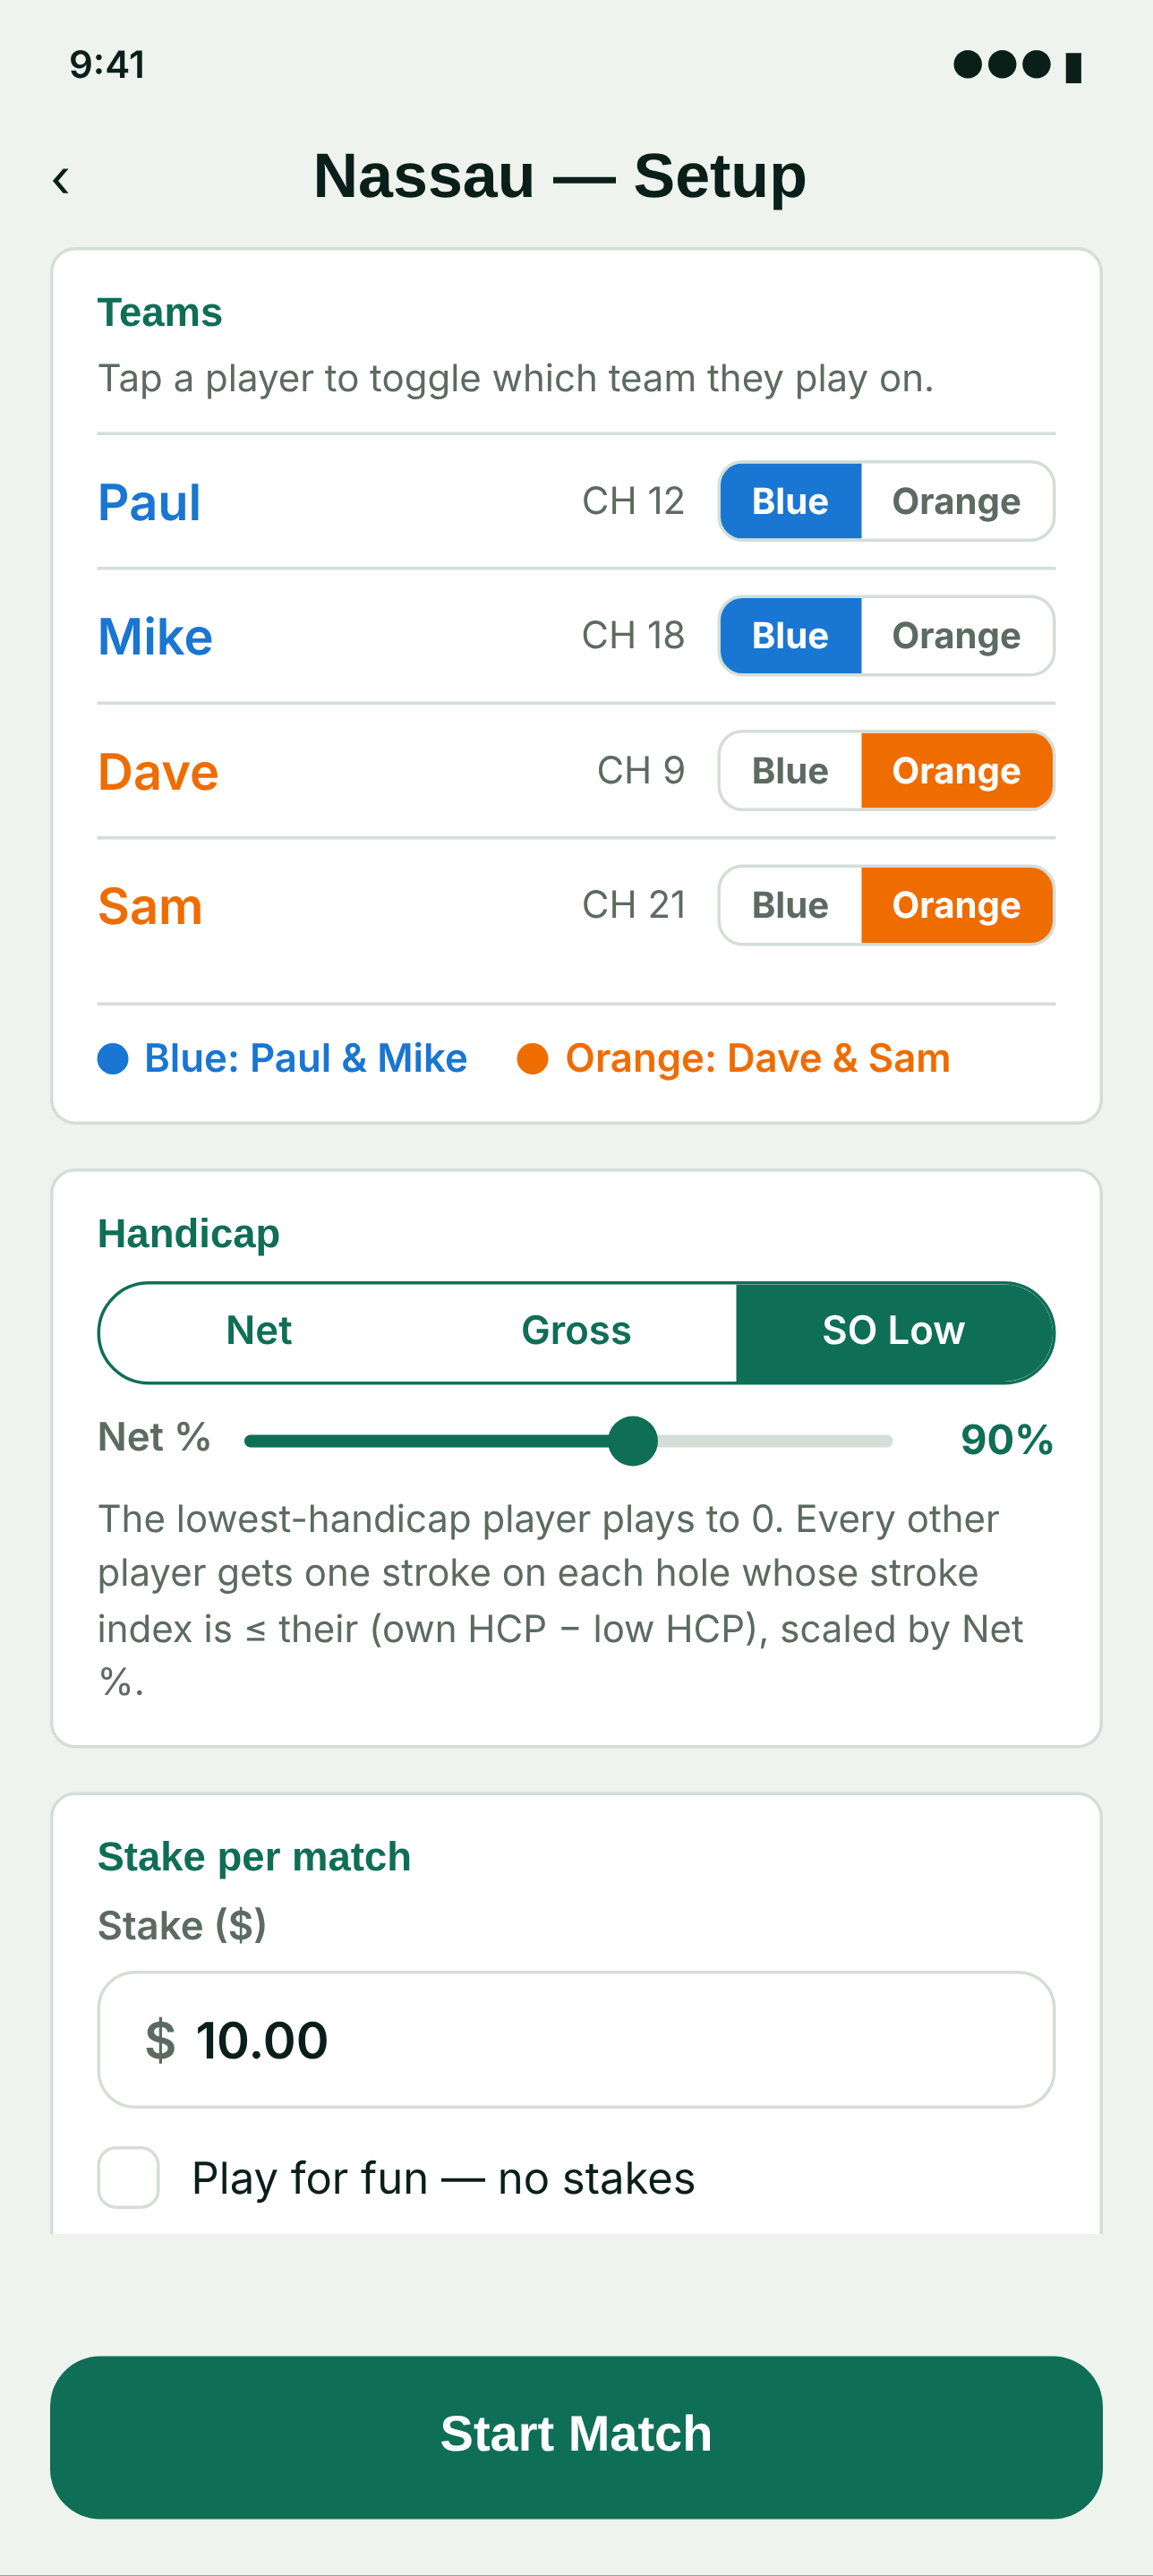 9:41
‹ Nassau — Setup
Teams
Tap a player to toggle which team they play on.
Paul CH 12 Blue Orange
Mike CH 18 Blue Orange
Dave CH 9 Blue Orange
Sam CH 21 Blue Orange
Blue: Paul & Mike Orange: Dave & Sam
Handicap
Net Gross SO Low
Net % 90%
The lowest-handicap player plays to 0. Every other
player gets one stroke on each hole whose stroke
index is ≤ their (own HCP − low HCP), scaled by Net
%.
Stake per match
Stake ($)
$ 10.00
Play for fun — no stakes
Start Match